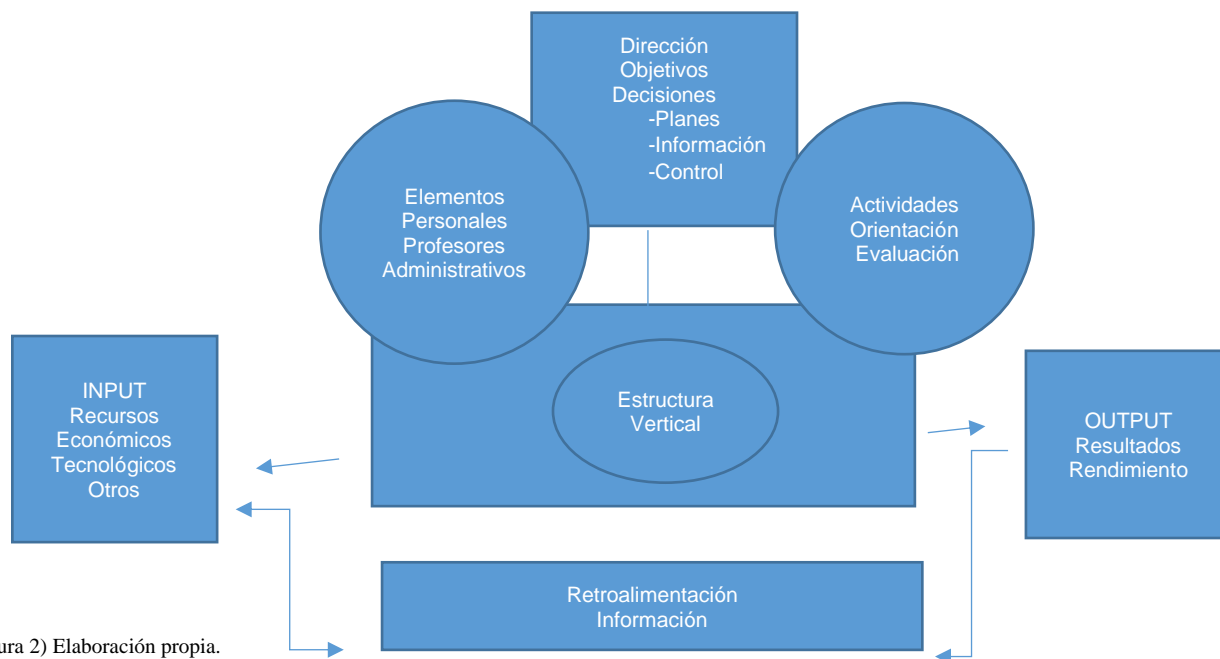 Dirección
Objetivos
Decisiones
-Planes
-Información
-Control
Elementos
Personales
Profesores
Administrativos
Actividades
Orientación
Evaluación
INPUT
Recursos
Económicos
Tecnológicos
Otros
Estructura
Vertical
OUTPUT
Resultados
Rendimiento
Retroalimentación
Información
ura 2) Elaboración propia.